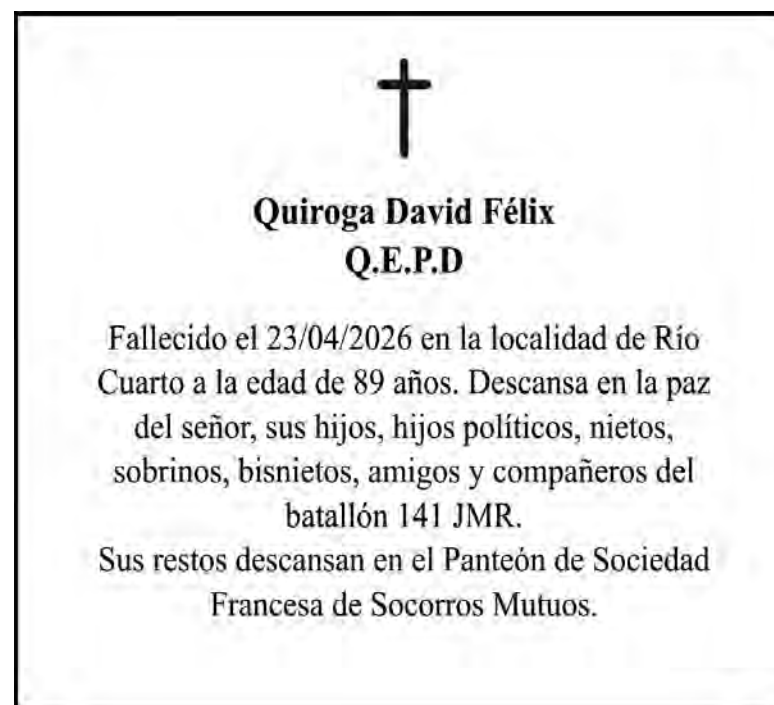 Quiroga David Félix
Q.E.P.D
Fallecido el 23/04/2026 en la localidad de Río
Cuarto a la edad de 89 años. Descansa en la paz
del señor, sus hijos, hijos políticos, nietos,
sobrinos, bisnietos, amigos y compañeros del
batallón 141 JMR.
Sus restos descansan en el Panteón de Sociedad
Francesa de Socorros Mutuos.